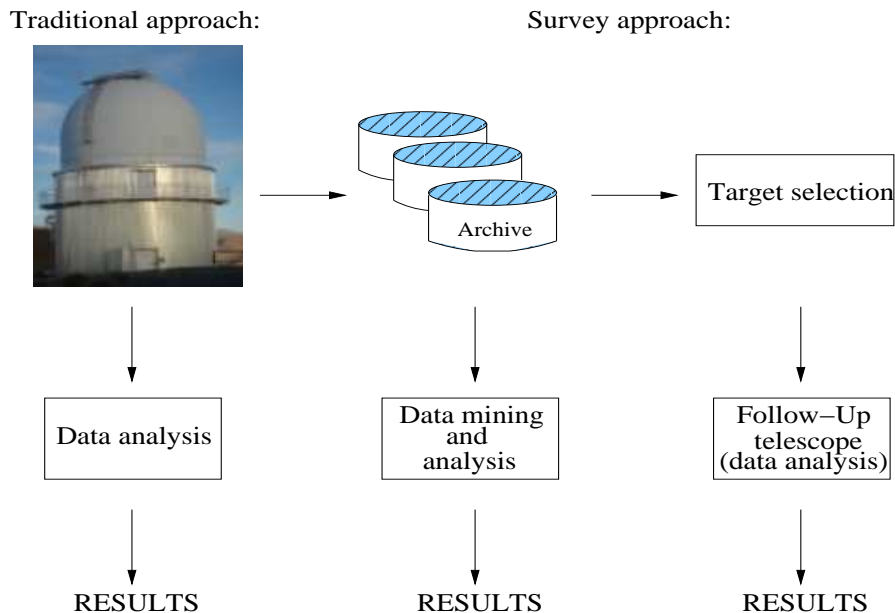 Traditional approach:
Survey approach:
Archive
Target selection
Data analysis
Data mining
and
analysis
Follow−Up
telescope
(data analysis)
RESULTS
RESULTS
RESULTS